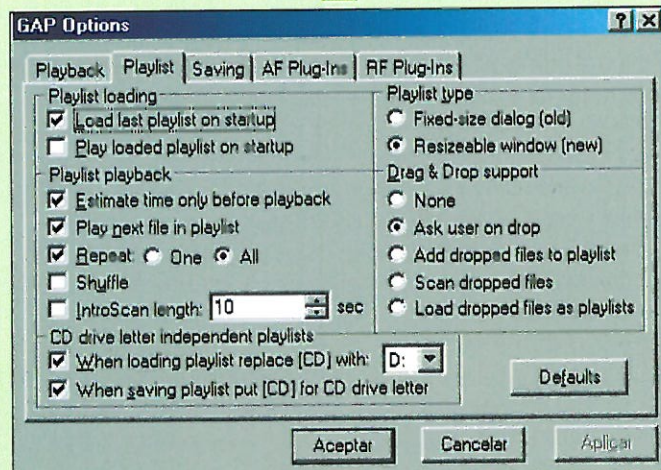 GAP Options
Playback Playlist Saving AF Plug-Ins RF Plug-Ins
Playlist loading
Load last playlist on startup
Play loaded playlist on startup
Playlist playback
Estimate time only before playback
Play next file in playlist
Repeat: One All
Shuffle
IntroScan length: 10 sec
Playlist type
Fixed-size dialog (old)
Resizeable window (new)
Drag & Drop support
None
Ask user on drop
Add dropped files to playlist
Scan dropped files
Load dropped files as playlists
CD drive letter independent playlists
When loading playlist replace [CD] with: D:
When saving playlist put [CD] for CD drive letter
Defaults
Aceptar Cancelar Aplicar